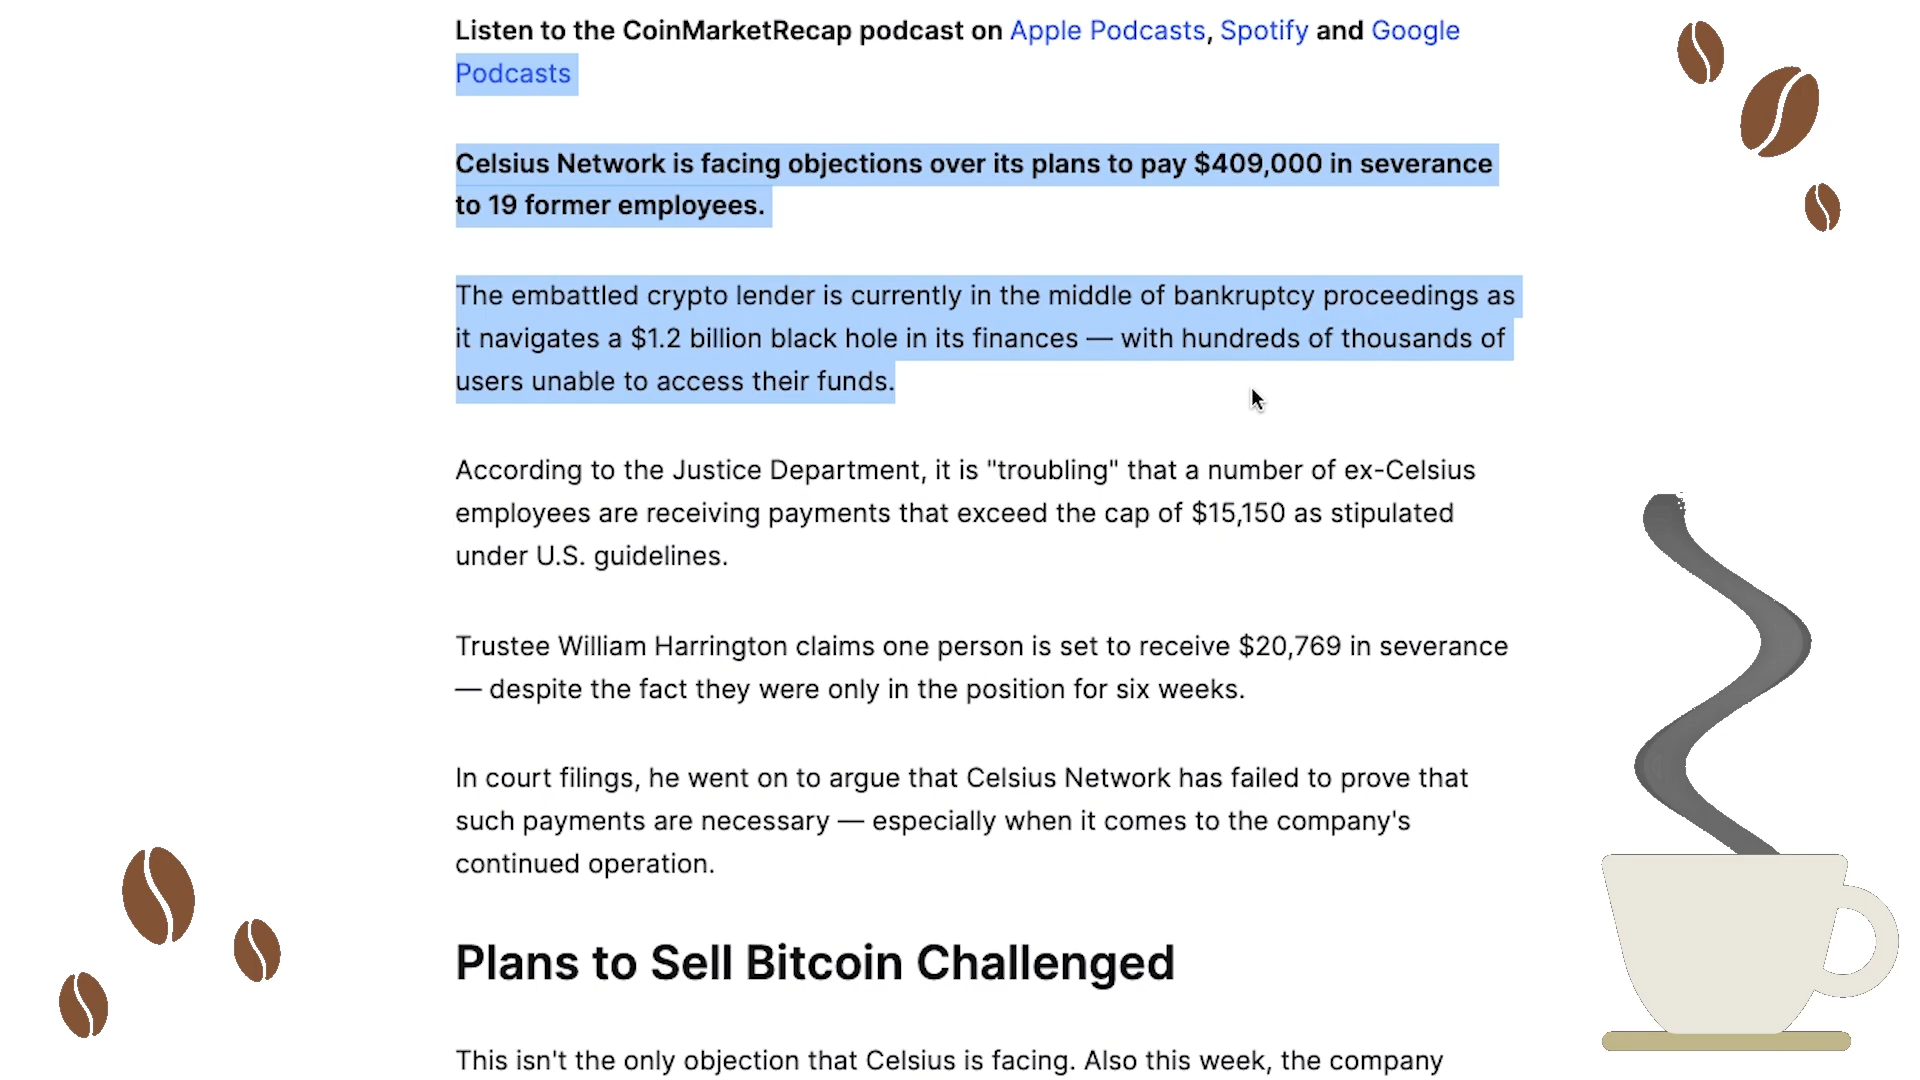 Listen to the CoinMarketRecap podcast on Apple Podcasts, Spotify and Google
Podcasts
Celsius Network is facing objections over its plans to pay $409,000 in severance
to 19 former employees.
The embattled crypto lender is currently in the middle of bankruptcy proceedings as
it navigates a $1.2 billion black hole in its finances — with hundreds of thousands of
users unable to access their funds.
According to the Justice Department, it is "troubling" that a number of ex-Celsius
employees are receiving payments that exceed the cap of $15,150 as stipulated
under U.S. guidelines.
Trustee William Harrington claims one person is set to receive $20,769 in severance
— despite the fact they were only in the position for six weeks.
In court filings, he went on to argue that Celsius Network has failed to prove that
such payments are necessary — especially when it comes to the company's
continued operation.
Plans to Sell Bitcoin Challenged
This isn't the only objection that Celsius is facing. Also this week, the company